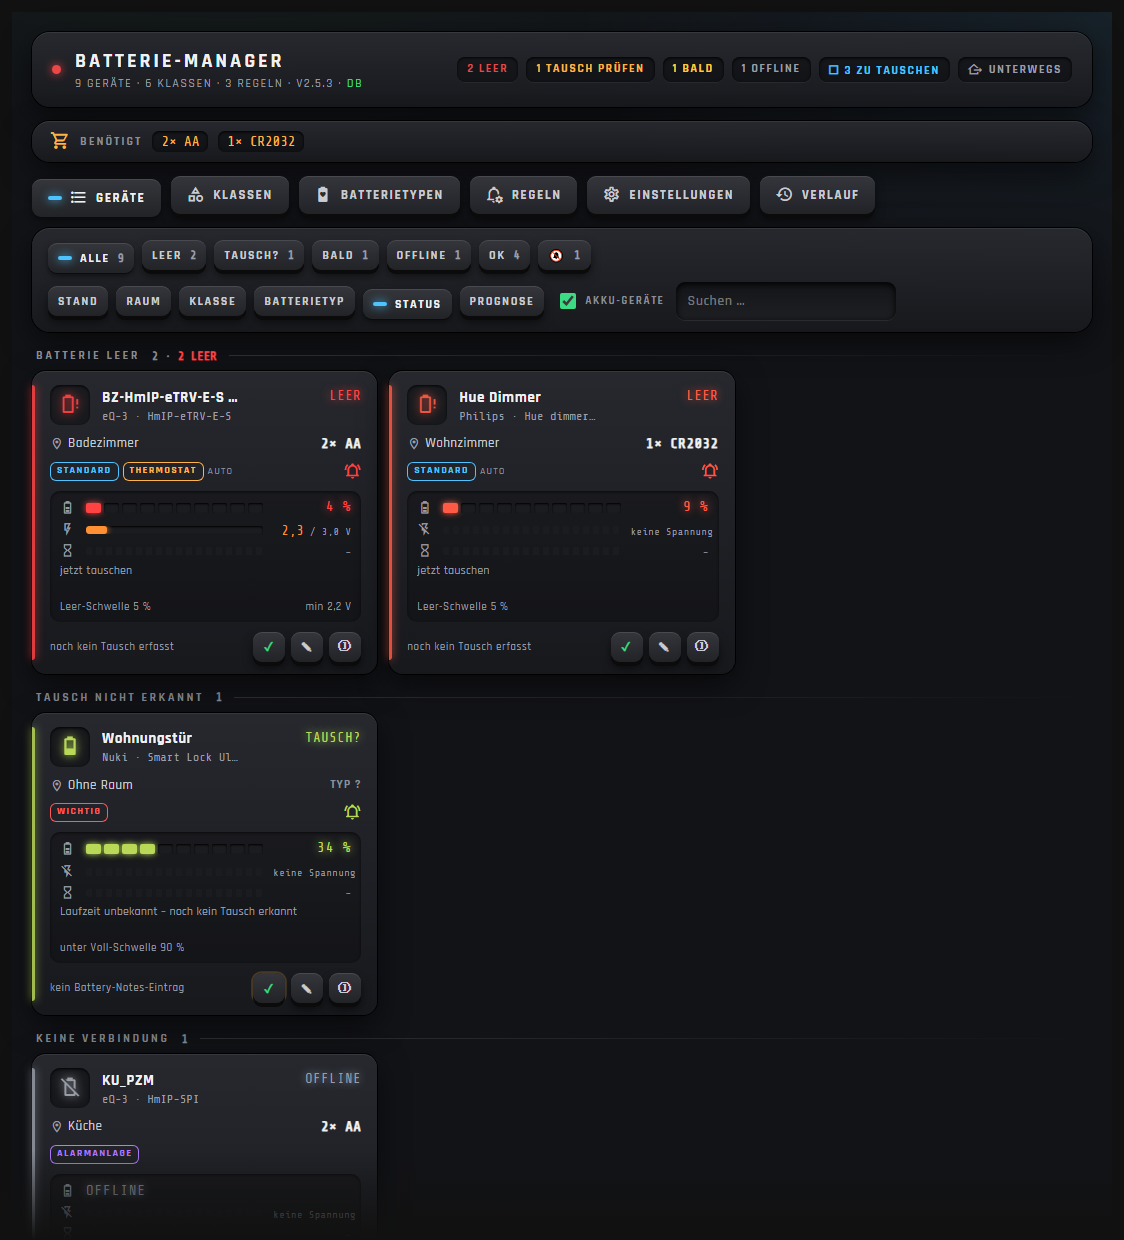 BATTERIE-MANAGER
9 GERÄTE · 6 KLASSEN · 3 REGELN · V2.5.3 · DB
2 LEER
1 TAUSCH PRÜFEN
1 BALD
1 OFFLINE
3 ZU TAUSCHEN
UNTERWEGS
BENÖTIGT 2× AA 1× CR2032
GERÄTE
KLASSEN
BATTERIETYPEN
REGELN
EINSTELLUNGEN
VERLAUF
ALLE 9
LEER 2
TAUSCH? 1
BALD 1
OFFLINE 1
OK 4
1
STAND
RAUM
KLASSE
BATTERIETYP
STATUS
PROGNOSE
AKKU-GERÄTE
Suchen …
BATTERIE LEER 2 · 2 LEER
BZ-HmIP-eTRV-E-S … LEER
eQ-3 · HmIP-eTRV-E-S
Badezimmer 2× AA
STANDARD THERMOSTAT AUTO
4 %
2,3 / 3,0 V
–
jetzt tauschen
Leer-Schwelle 5 % min 2,2 V
noch kein Tausch erfasst
Hue Dimmer LEER
Philips · Hue dimmer…
Wohnzimmer 1× CR2032
STANDARD AUTO
9 %
keine Spannung
–
jetzt tauschen
Leer-Schwelle 5 %
noch kein Tausch erfasst
TAUSCH NICHT ERKANNT 1
Wohnungstür TAUSCH?
Nuki · Smart Lock Ul…
Ohne Raum TYP ?
WICHTIG
34 %
keine Spannung
–
Laufzeit unbekannt – noch kein Tausch erkannt
unter Voll-Schwelle 90 %
kein Battery-Notes-Eintrag
KEINE VERBINDUNG 1
KU_PZM OFFLINE
eQ-3 · HmIP-SPI
Küche 2× AA
ALARMANLAGE
OFFLINE
keine Spannung